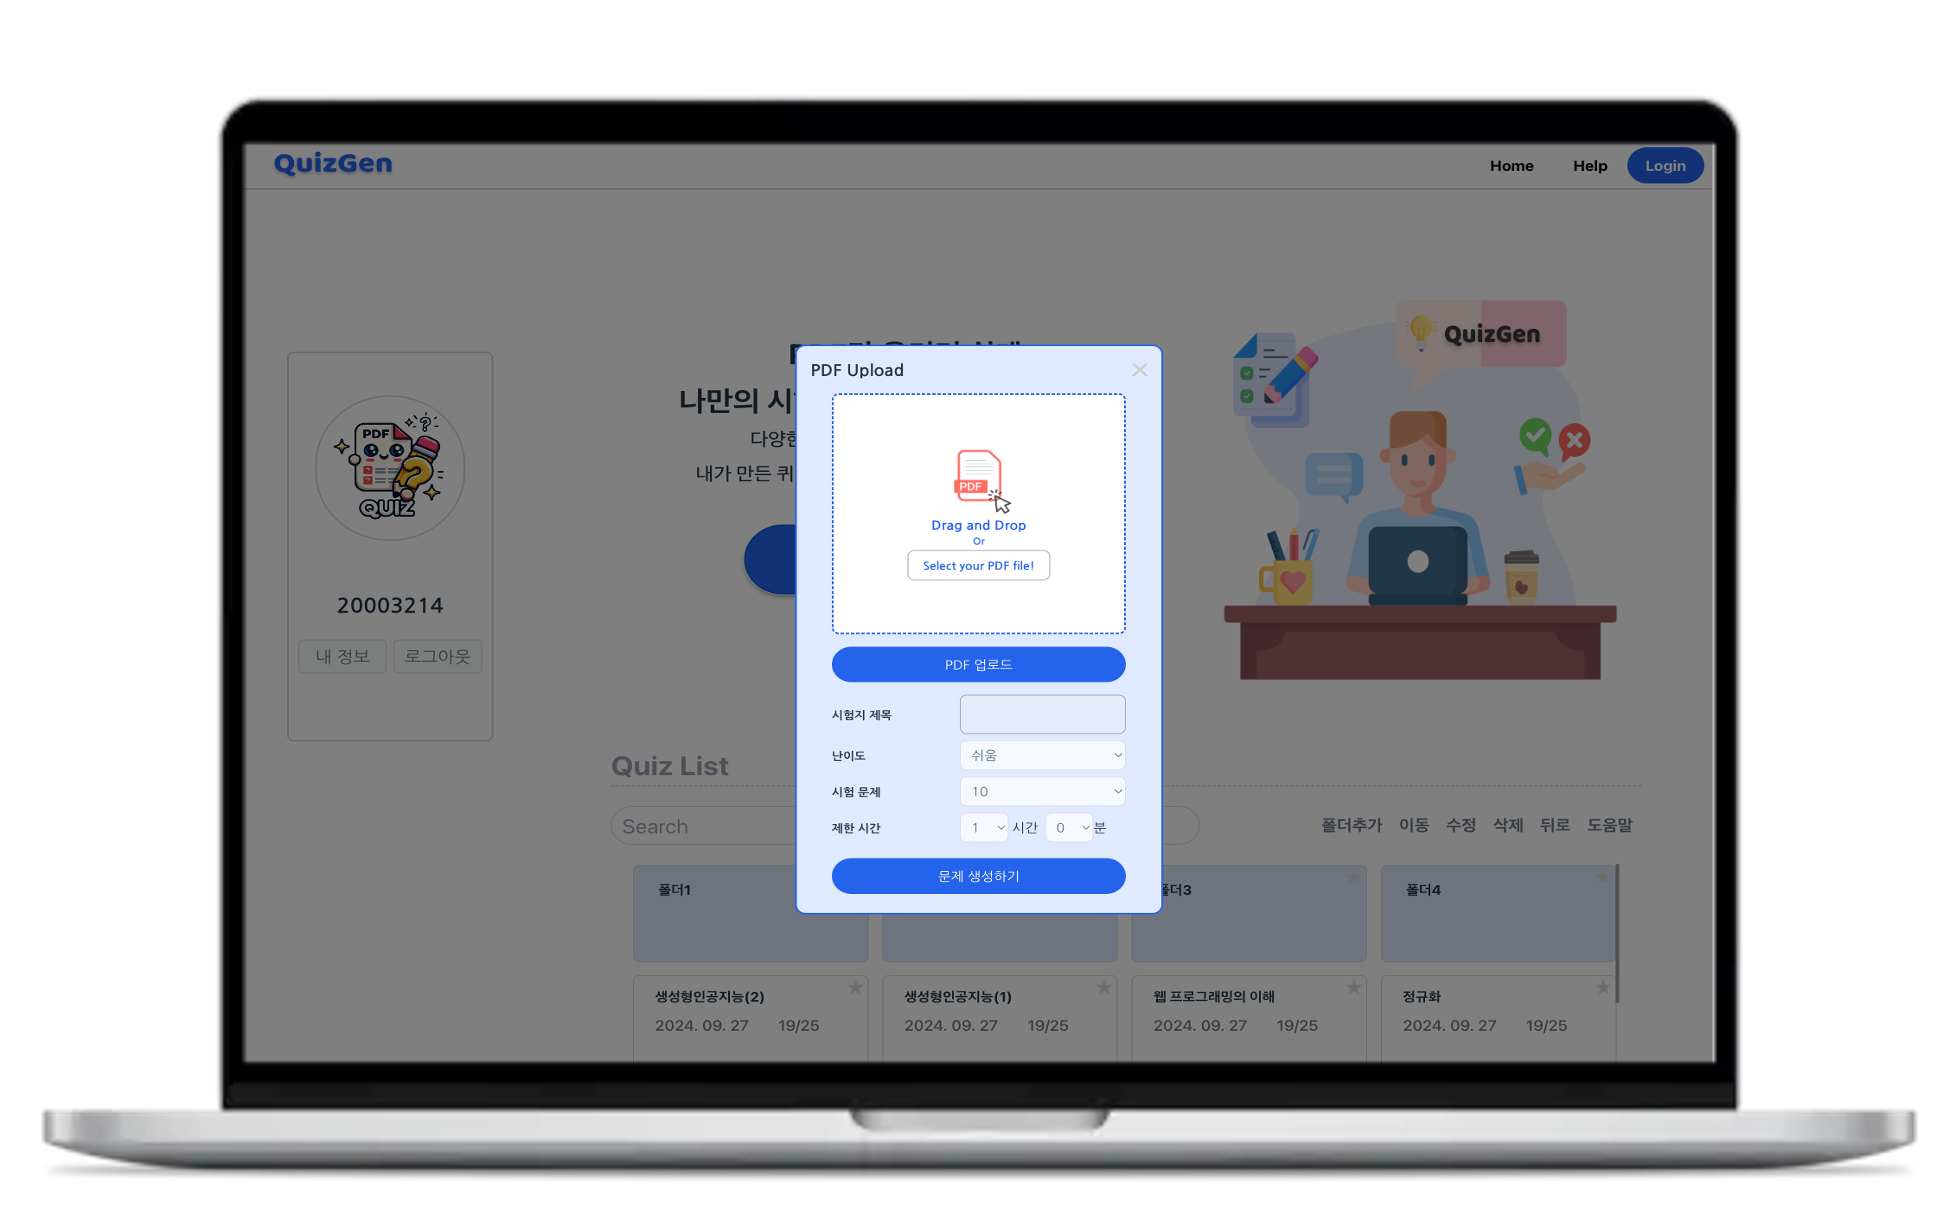 QuizGen
Home Help Login
QuizGen
나만의
다양한
내가 만든
PDF
QUIZ
20003214
내 정보 로그아웃
PDF Upload
PDF
Drag and Drop
Or
Select your PDF file!
PDF 업로드
시험지 제목
난이도 쉬움
시험 문제 10
제한 시간 1 시간 0 분
문제 생성하기
Quiz List
Search
폴더추가 이동 수정 삭제 뒤로 도움말
폴더1 폴더3 폴더4
생성형인공지능(2) 생성형인공지능(1) 웹 프로그래밍의 이해 정규화
2024. 09. 27 19/25 2024. 09. 27 19/25 2024. 09. 27 19/25 2024. 09. 27 19/25